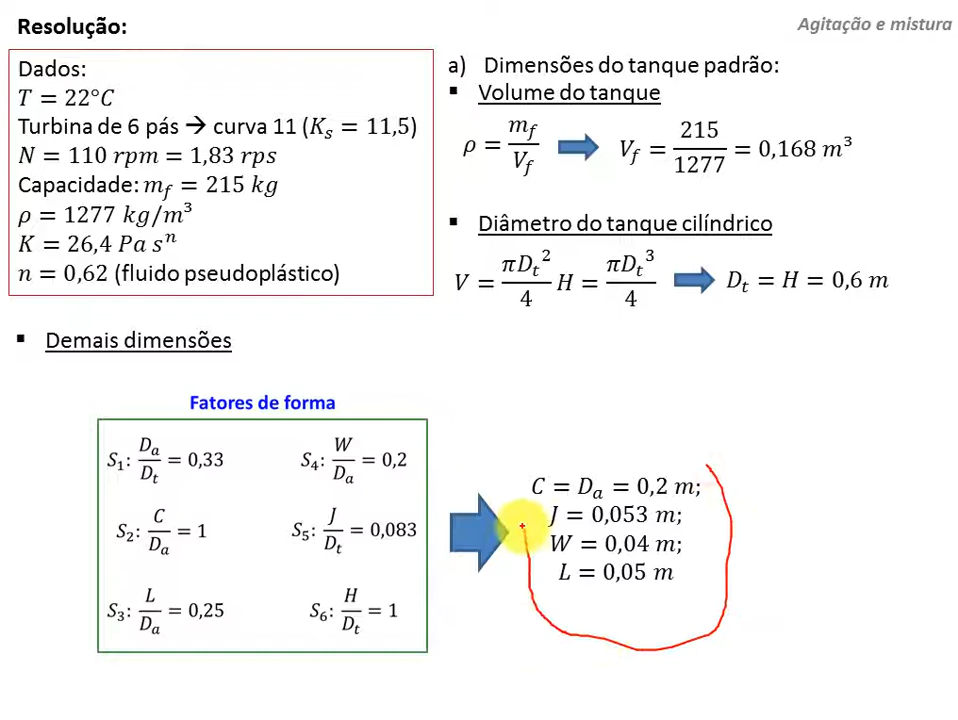 Resolução:
Agitação e mistura
Dados:
T = 22°C
Turbina de 6 pás → curva 11 (K_s = 11,5)
N = 110 rpm = 1,83 rps
Capacidade: m_f = 215 kg
ρ = 1277 kg/m³
K = 26,4 Pa sⁿ
n = 0,62 (fluido pseudoplástico)
a) Dimensões do tanque padrão:
▪ Volume do tanque
ρ = m_f/V_f ➡ V_f = 215/1277 = 0,168 m³
▪ Diâmetro do tanque cilíndrico
V = πD_t²/4 H = πD_t³/4 ➡ D_t = H = 0,6 m
▪ Demais dimensões
Fatores de forma
S₁: D_a/D_t = 0,33 S₄: W/D_a = 0,2
S₂: C/D_a = 1 S₅: J/D_t = 0,083
S₃: L/D_a = 0,25 S₆: H/D_t = 1
C = D_a = 0,2 m;
J = 0,053 m;
W = 0,04 m;
L = 0,05 m